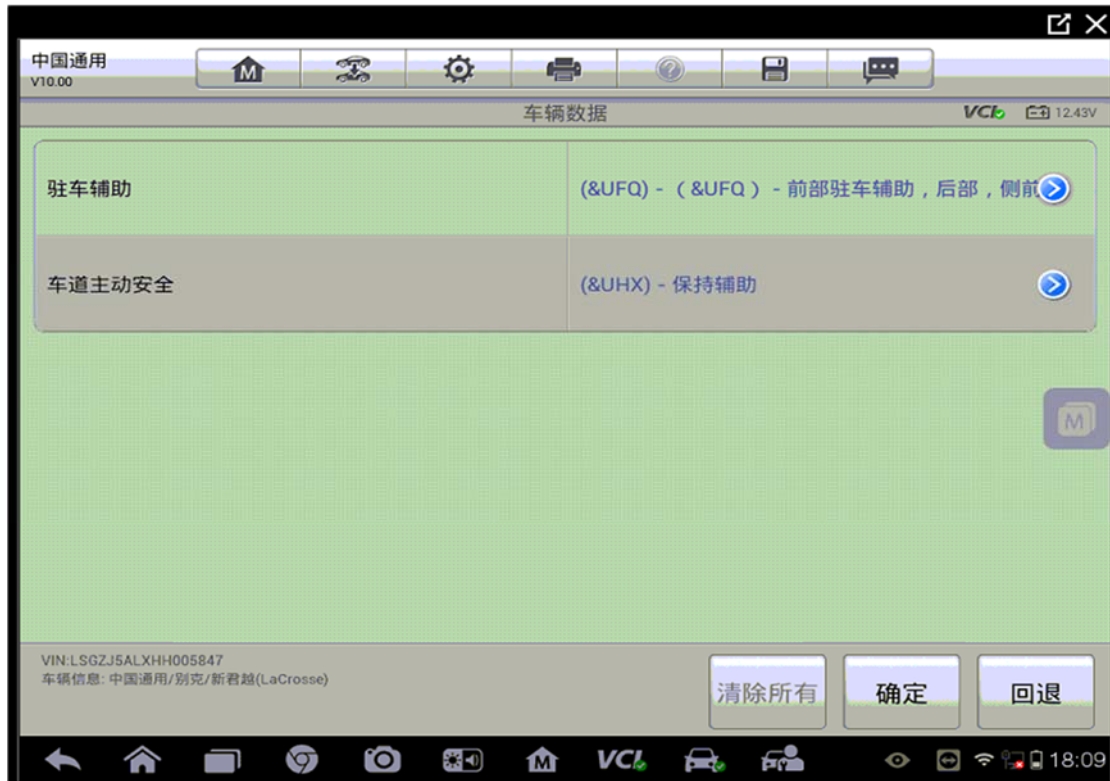 中国通用
V10.00
车辆数据
VCI
12.43V
驻车辅助
(&UFQ) - （ &UFQ ） - 前部驻车辅助，后部，侧前
车道主动安全
(&UHX) - 保持辅助
M
VIN:LSGZJ5ALXHH005847
车辆信息: 中国通用/别克/新君越(LaCrosse)
清除所有
确定
回退
M
VCI
18:09